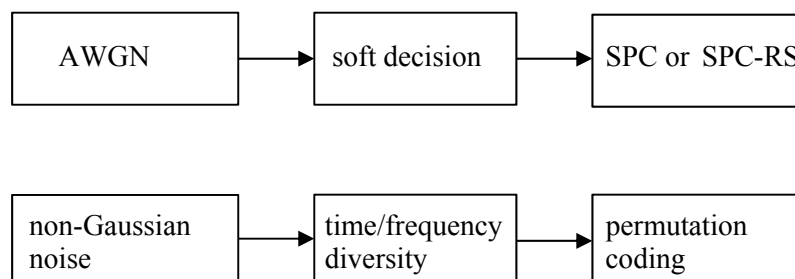 AWGN
soft decision
SPC or SPC-RS
non-Gaussian
noise
time/frequency
diversity
permutation
coding